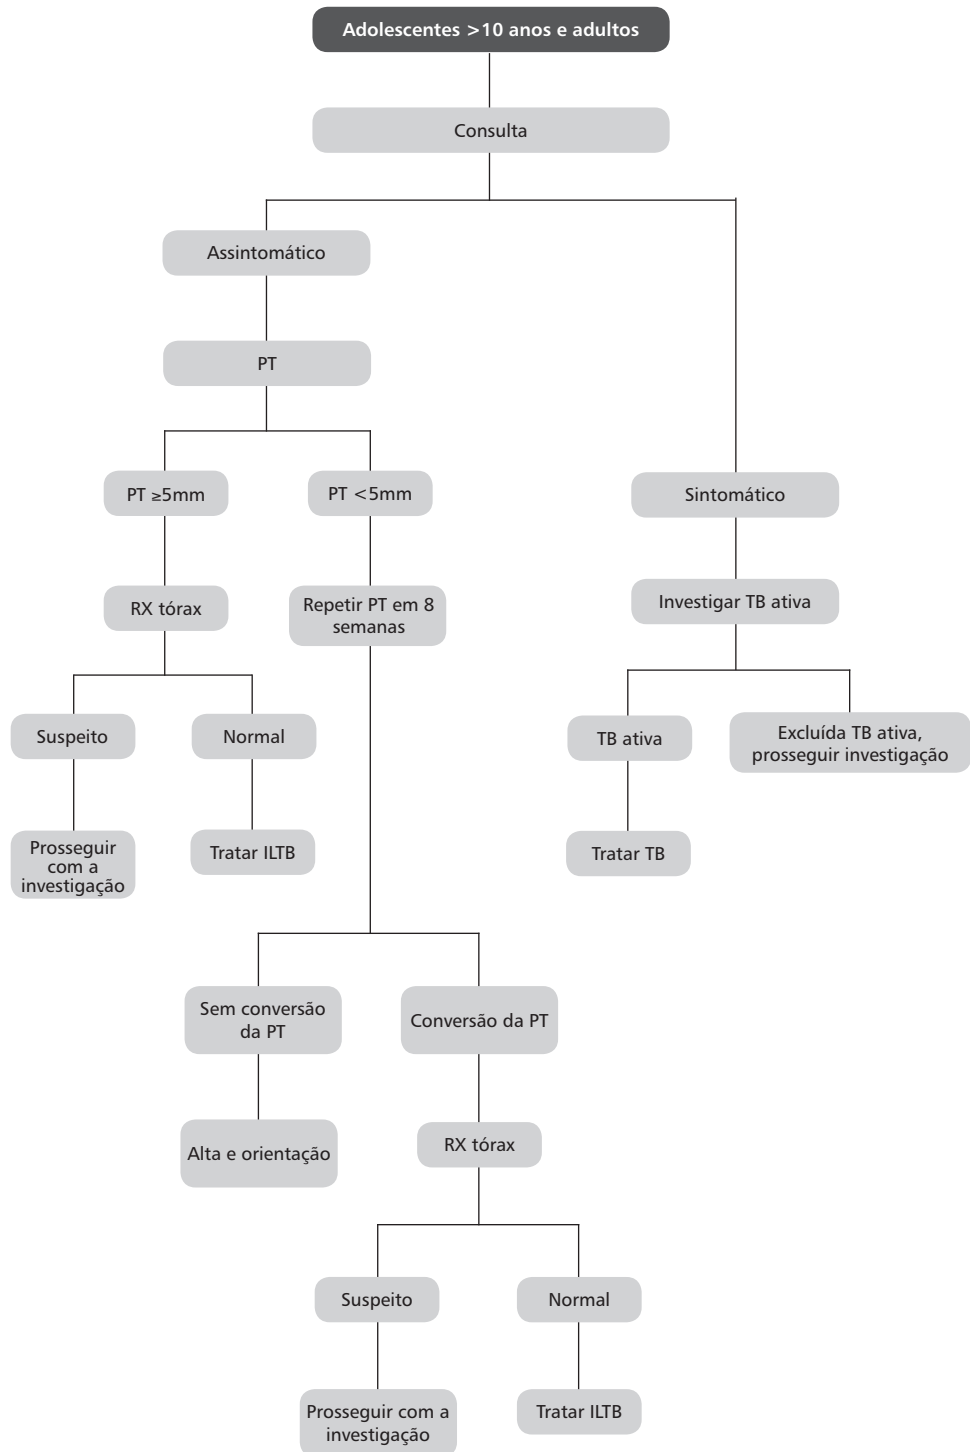 Adolescentes >10 anos e adultos
Consulta
Assintomático
PT
PT ≥5mm
PT <5mm
Sintomático
RX tórax
Repetir PT em 8
semanas
Investigar TB ativa
Suspeito
Normal
TB ativa
Excluída TB ativa,
prosseguir investigação
Prosseguir
com a
investigação
Tratar ILTB
Tratar TB
Sem conversão
da PT
Conversão da PT
Alta e orientação
RX tórax
Suspeito
Normal
Prosseguir com a
investigação
Tratar ILTB